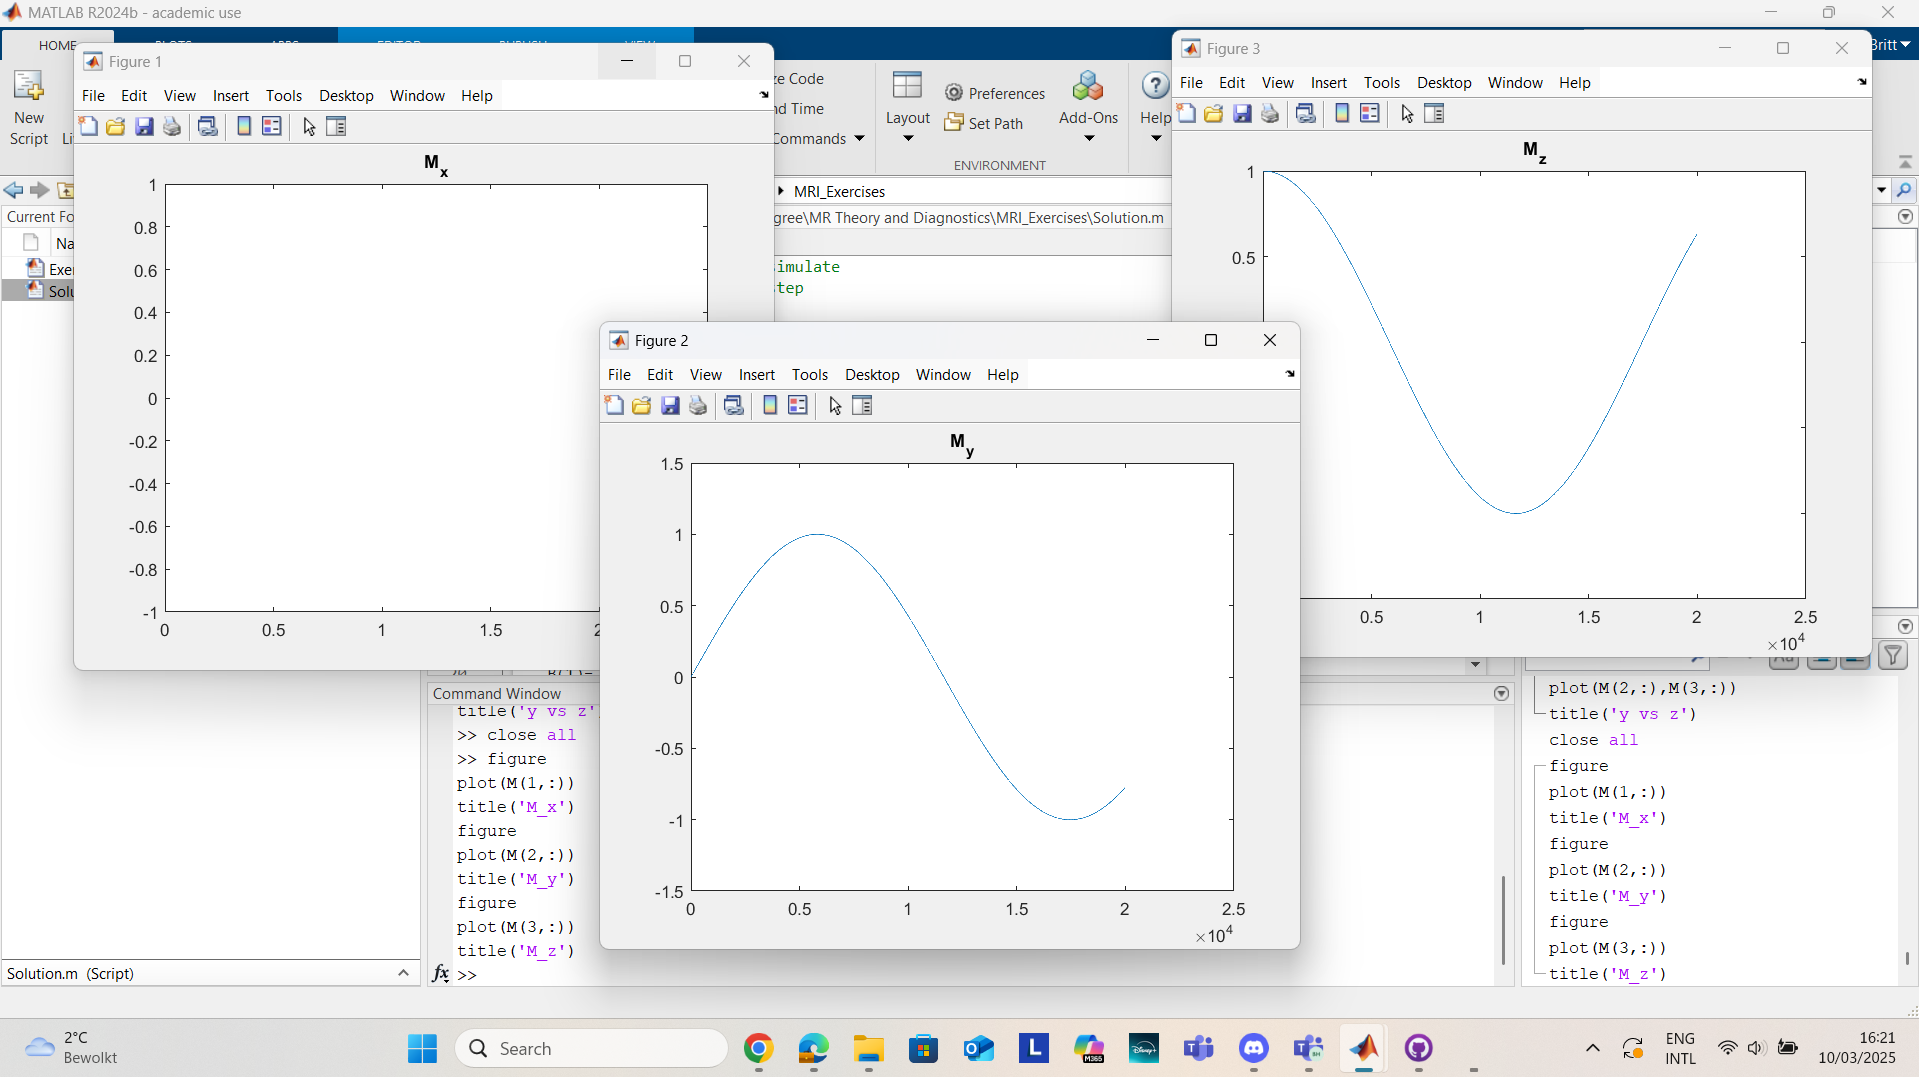 MATLAB R2024b - academic use
HOME PLOTS APPS EDITOR PUBLISH VIEW
Britt
New
Script
ze Code
nd Time
Commands
Layout
Preferences
Set Path
Add-Ons
Help
ENVIRONMENT
MRI_Exercises
gree\MR Theory and Diagnostics\MRI_Exercises\Solution.m
Current Fo
Na
Exe
Solu
simulate
step
Figure 1
File Edit View Insert Tools Desktop Window Help
M_x
1
0.8
0.6
0.4
0.2
0
-0.2
-0.4
-0.6
-0.8
-1
0 0.5 1 1.5 2
Figure 2
File Edit View Insert Tools Desktop Window Help
M_y
1.5
1
0.5
0
-0.5
-1
-1.5
0 0.5 1 1.5 2 2.5
×10^4
Figure 3
File Edit View Insert Tools Desktop Window Help
M_z
1
0.5
0.5 1 1.5 2 2.5
×10^4
Command Window
title('y vs z'
>> close all
>> figure
plot(M(1,:))
title('M_x')
figure
plot(M(2,:))
title('M_y')
figure
plot(M(3,:))
title('M_z')
fx >>
plot(M(2,:),M(3,:))
title('y vs z')
close all
figure
plot(M(1,:))
title('M_x')
figure
plot(M(2,:))
title('M_y')
figure
plot(M(3,:))
title('M_z')
Solution.m (Script)
2°C
Bewolkt
Search
ENG
INTL
16:21
10/03/2025